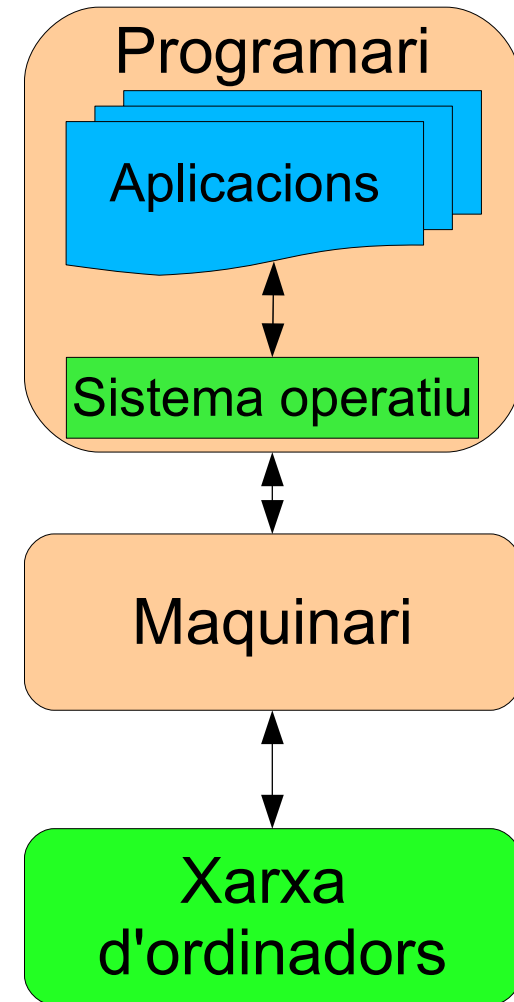 Programari
Aplicacions
Sistema operatiu
Maquinari
Xarxa
d'ordinadors